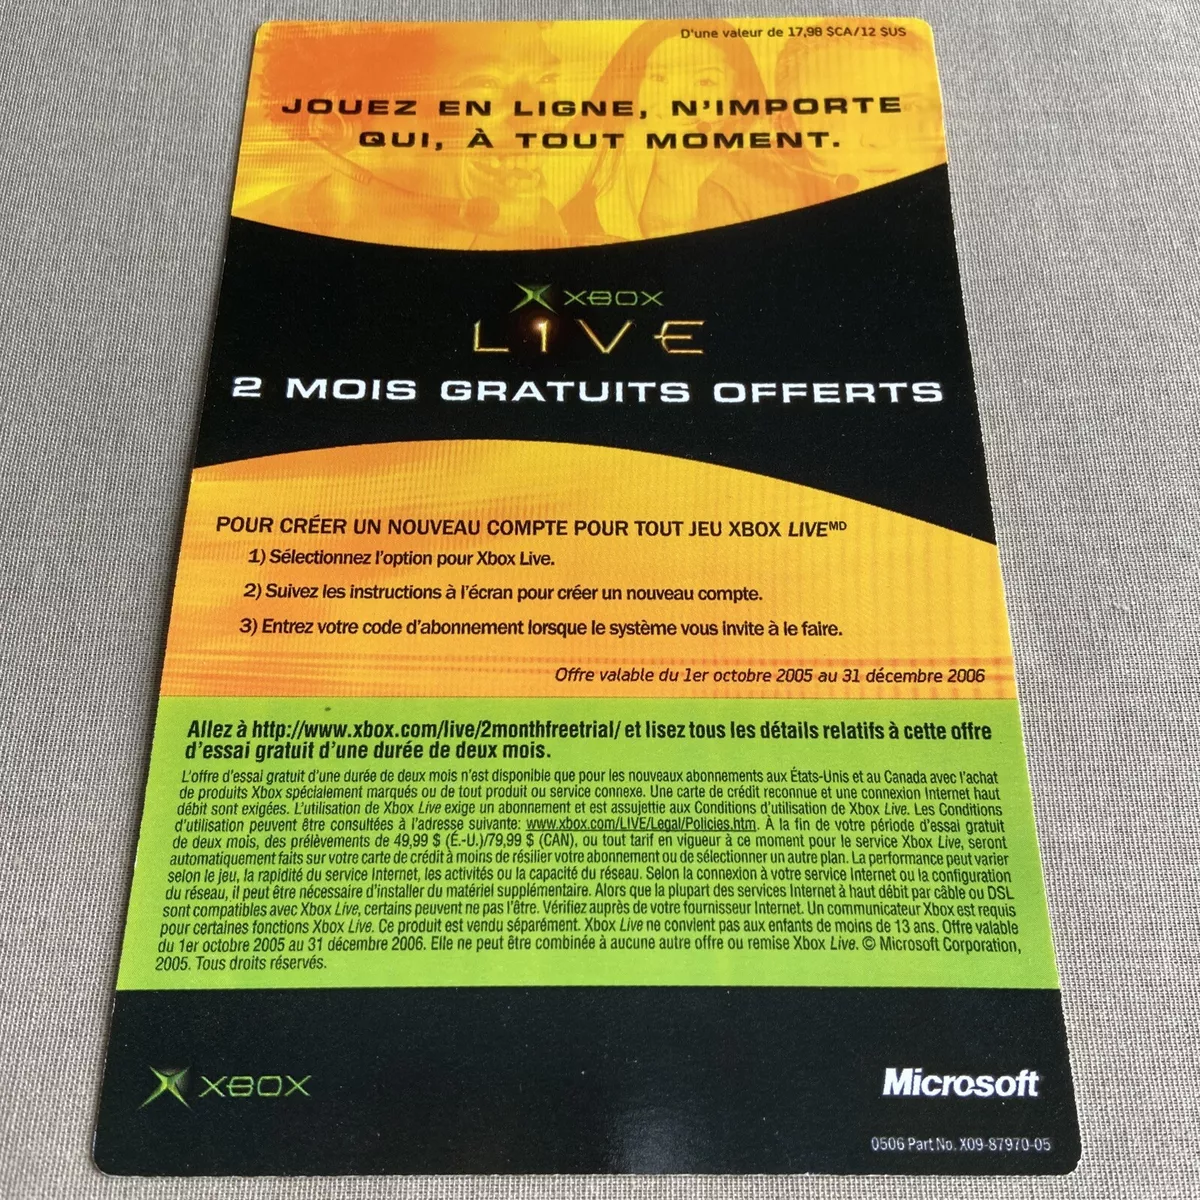 D'une valeur de 17,98 $CA/12 $US
JOUEZ EN LIGNE, N'IMPORTE
QUI, À TOUT MOMENT.
XBOX
LIVE
2 MOIS GRATUITS OFFERTS
POUR CRÉER UN NOUVEAU COMPTE POUR TOUT JEU XBOX LIVEMD
1) Sélectionnez l'option pour Xbox Live.
2) Suivez les instructions à l'écran pour créer un nouveau compte.
3) Entrez votre code d'abonnement lorsque le système vous invite à le faire.
Offre valable du 1er octobre 2005 au 31 décembre 2006
Allez à http://www.xbox.com/live/2monthfreetrial/ et lisez tous les détails relatifs à cette offre
d'essai gratuit d'une durée de deux mois.
L'offre d'essai gratuit d'une durée de deux mois n'est disponible que pour les nouveaux abonnements aux États-Unis et au Canada avec l'achat
de produits Xbox spécialement marqués ou de tout produit ou service connexe. Une carte de crédit reconnue et une connexion Internet haut
débit sont exigées. L'utilisation de Xbox Live exige un abonnement et est assujettie aux Conditions d'utilisation de Xbox Live. Les Conditions
d'utilisation peuvent être consultées à l'adresse suivante: www.xbox.com/LIVE/Legal/Policies.htm. À la fin de votre période d'essai gratuit
de deux mois, des prélèvements de 49,99 $ (É.-U.)/79,99 $ (CAN), ou tout tarif en vigueur à ce moment pour le service Xbox Live, seront
automatiquement faits sur votre carte de crédit à moins de résilier votre abonnement ou de sélectionner un autre plan. La performance peut varier
selon le jeu, la rapidité du service Internet, les activités ou la capacité du réseau. Selon la connexion à votre service Internet ou la configuration
du réseau, il peut être nécessaire d'installer du matériel supplémentaire. Alors que la plupart des services Internet à haut débit par câble ou DSL
sont compatibles avec Xbox Live, certains peuvent ne pas l'être. Vérifiez auprès de votre fournisseur Internet. Un communicateur Xbox est requis
pour certaines fonctions Xbox Live. Ce produit est vendu séparément. Xbox Live ne convient pas aux enfants de moins de 13 ans. Offre valable
du 1er octobre 2005 au 31 décembre 2006. Elle ne peut être combinée à aucune autre offre ou remise Xbox Live. © Microsoft Corporation,
2005. Tous droits réservés.
XBOX
Microsoft
0506 Part No. X09-87970-05